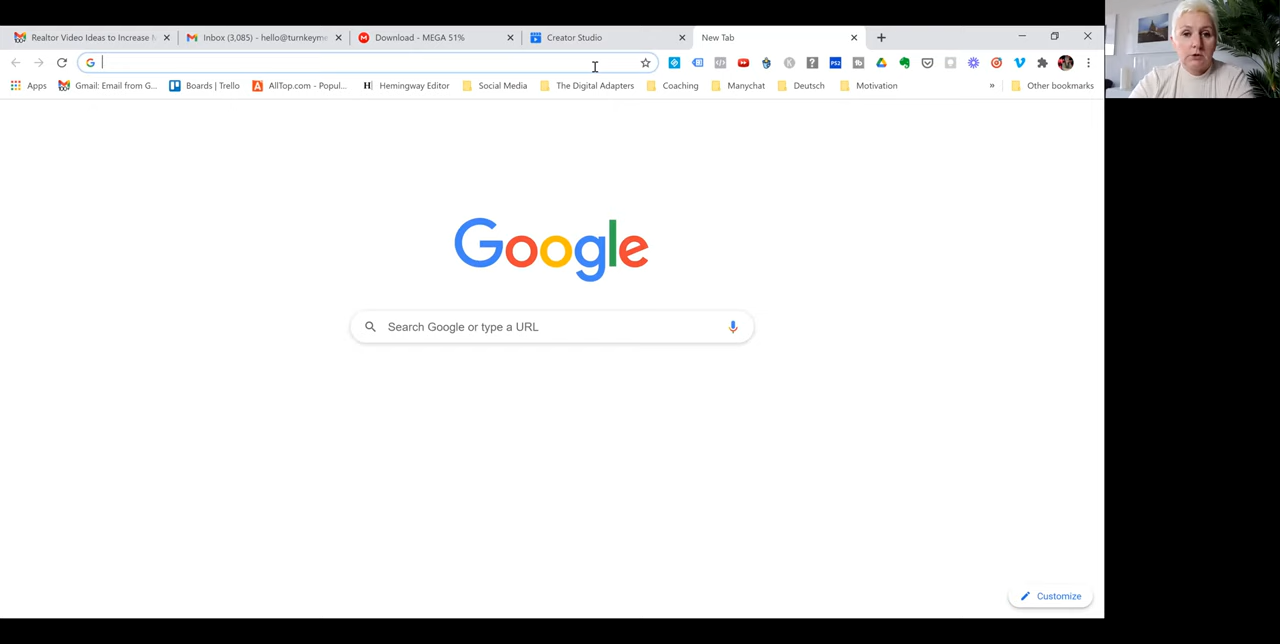 Realtor Video Ideas to Increase M
Inbox (3,085) - hello@turnkeyme
Download - MEGA 51%
Creator Studio
New Tab
Apps
Gmail: Email from G...
Boards | Trello
AllTop.com - Popul...
Hemingway Editor
Social Media
The Digital Adapters
Coaching
Manychat
Deutsch
Motivation
»
Other bookmarks
Google
Search Google or type a URL
Customize